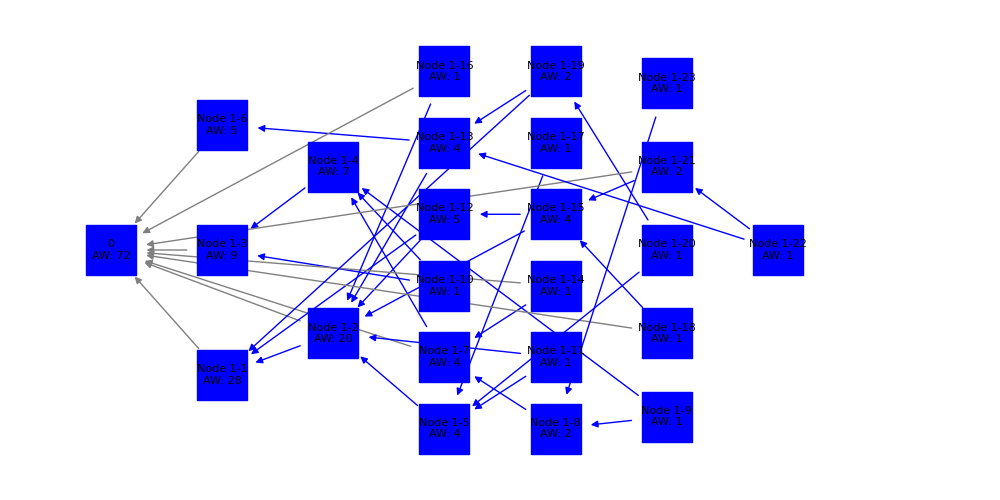 0
AW: 72
Node 1-6
AW: 5
Node 1-3
AW: 9
Node 1-1
AW: 28
Node 1-4
AW: 7
Node 1-2
AW: 20
Node 1-16
AW: 1
Node 1-13
AW: 4
Node 1-12
AW: 5
Node 1-10
AW: 1
Node 1-7
AW: 4
Node 1-5
AW: 4
Node 1-19
AW: 2
Node 1-17
AW: 1
Node 1-15
AW: 4
Node 1-14
AW: 1
Node 1-11
AW: 1
Node 1-8
AW: 2
Node 1-23
AW: 1
Node 1-21
AW: 2
Node 1-20
AW: 1
Node 1-18
AW: 1
Node 1-9
AW: 1
Node 1-22
AW: 1